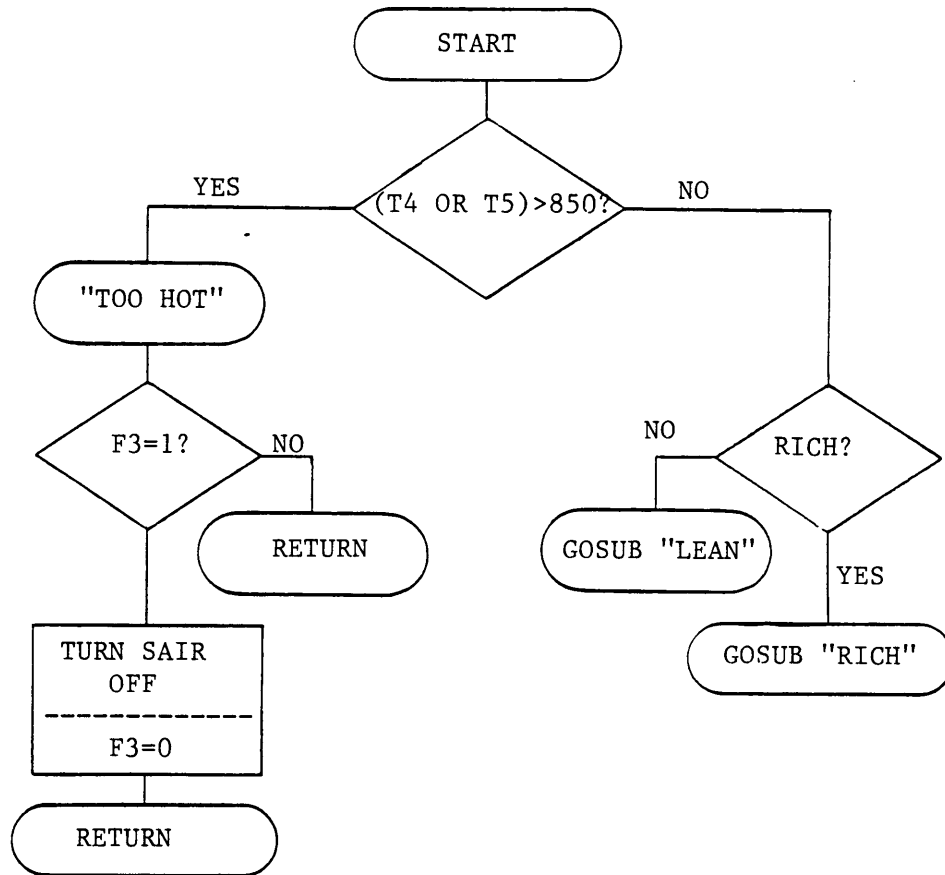 START
(T4 OR T5)>850?
YES
NO
"TOO HOT"
F3=1?
NO
RETURN
TURN SAIR
OFF
F3=0
RETURN
RICH?
NO
GOSUB "LEAN"
YES
GOSUB "RICH"